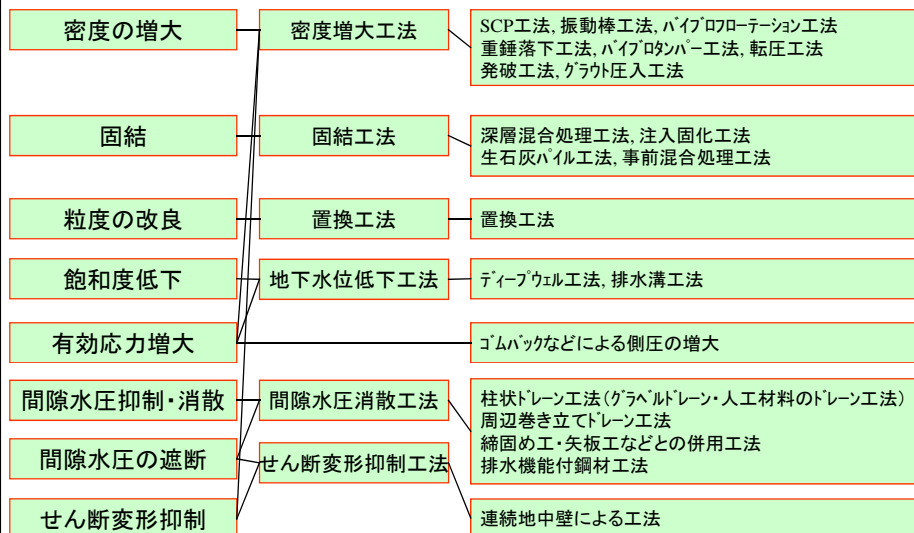 密度の増大
密度増大工法
SCP工法, 振動棒工法, ﾊﾞｲﾌﾞﾛﾌﾛｰﾃｰｼｮﾝ工法
重錘落下工法, ﾊﾞｲﾌﾞﾛﾀﾝﾊﾟｰ工法, 転圧工法
発破工法, ｸﾞﾗｳﾄ圧入工法
固結
固結工法
深層混合処理工法, 注入固化工法
生石灰ﾊﾟｲﾙ工法, 事前混合処理工法
粒度の改良
置換工法
置換工法
飽和度低下
地下水位低下工法
ﾃﾞｨｰﾌﾟｳｪﾙ工法, 排水溝工法
有効応力増大
ｺﾞﾑﾊﾞｯｸなどによる側圧の増大
間隙水圧抑制・消散
間隙水圧消散工法
柱状ﾄﾞﾚｰﾝ工法(ｸﾞﾗﾍﾞﾙﾄﾞﾚｰﾝ・人工材料のﾄﾞﾚｰﾝ工法)
周辺巻き立てﾄﾞﾚｰﾝ工法
締固め工・矢板工などとの併用工法
排水機能付鋼材工法
間隙水圧の遮断
せん断変形抑制工法
せん断変形抑制
連続地中壁による工法